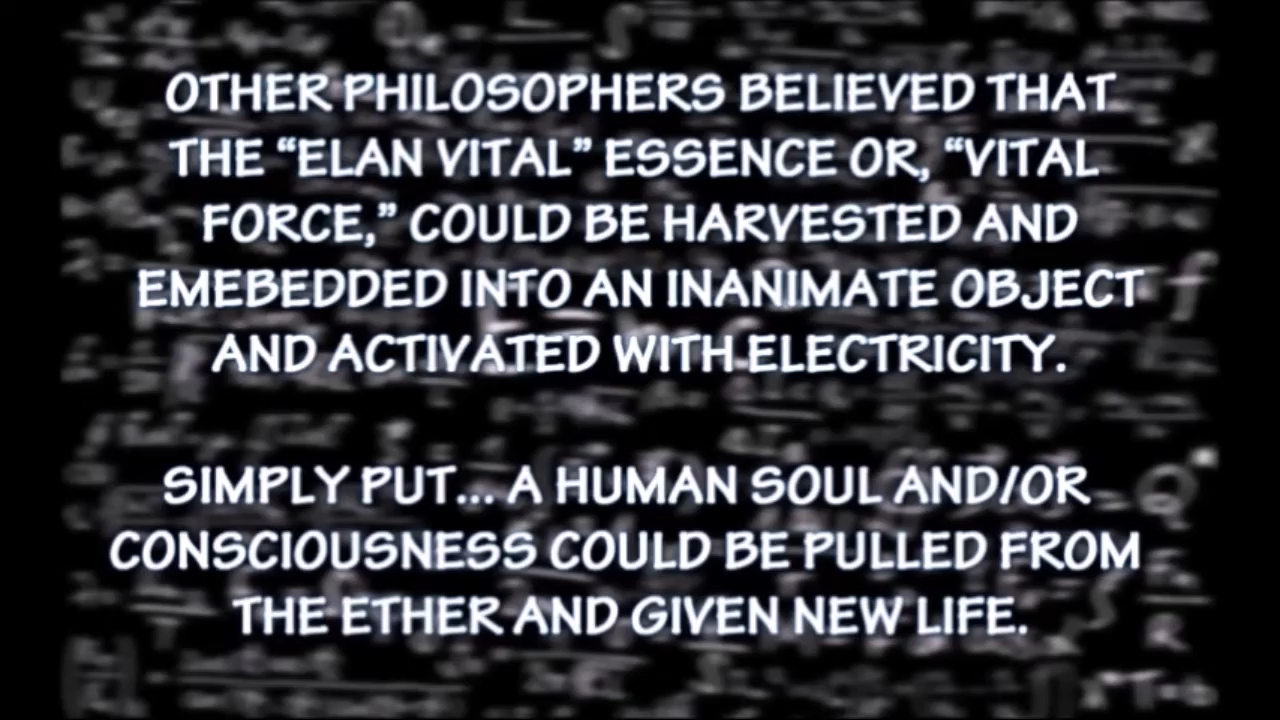 OTHER PHILOSOPHERS BELIEVED THAT
THE “ELAN VITAL” ESSENCE OR, “VITAL
FORCE,” COULD BE HARVESTED AND
EMEBEDDED INTO AN INANIMATE OBJECT
AND ACTIVATED WITH ELECTRICITY.
SIMPLY PUT... A HUMAN SOUL AND/OR
CONSCIOUSNESS COULD BE PULLED FROM
THE ETHER AND GIVEN NEW LIFE.